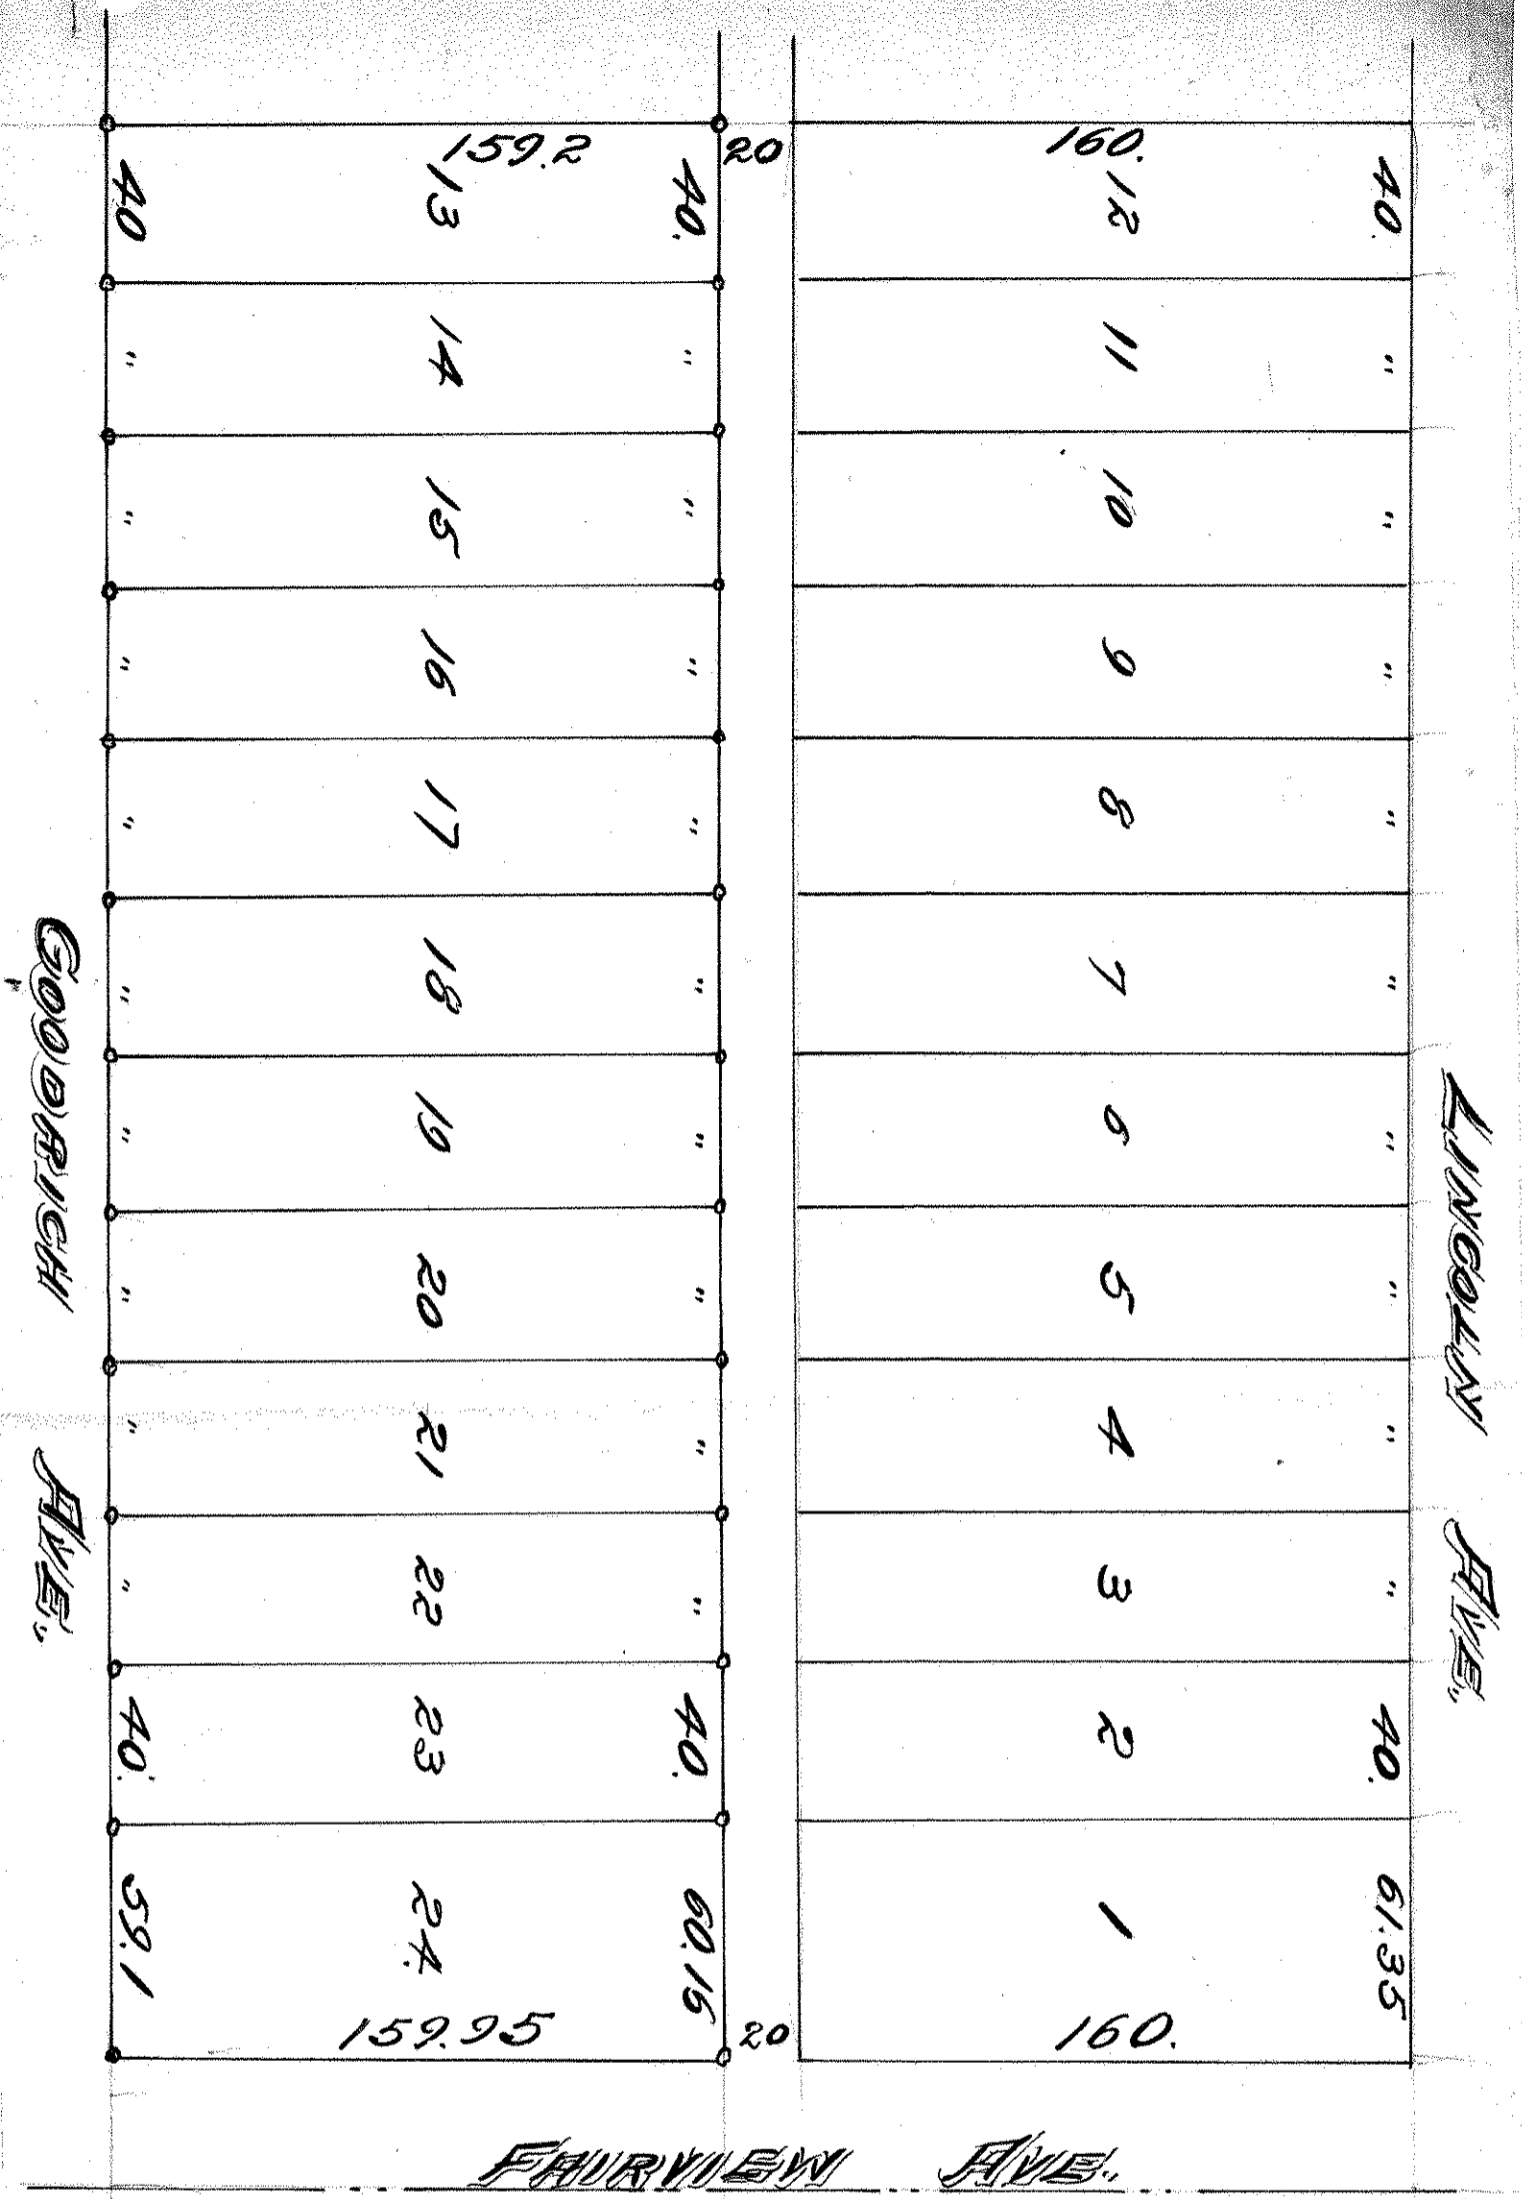 159.2 20 160.
40 13 40. 12 40.
" 14 " 11 "
" 15 " 10 "
" 16 " 9 "
" 17 " 8 "
" 18 " 7 "
" 19 " 6 "
" 20 " 5 "
" 21 " 4 "
" 22 " 3 "
40. 23 40. 2 40.
59.1 24. 60.16 1 61.35
159.95 20 160.
GOODRICH AVE.
LINCOLN AVE.
FAIRVIEW AVE.